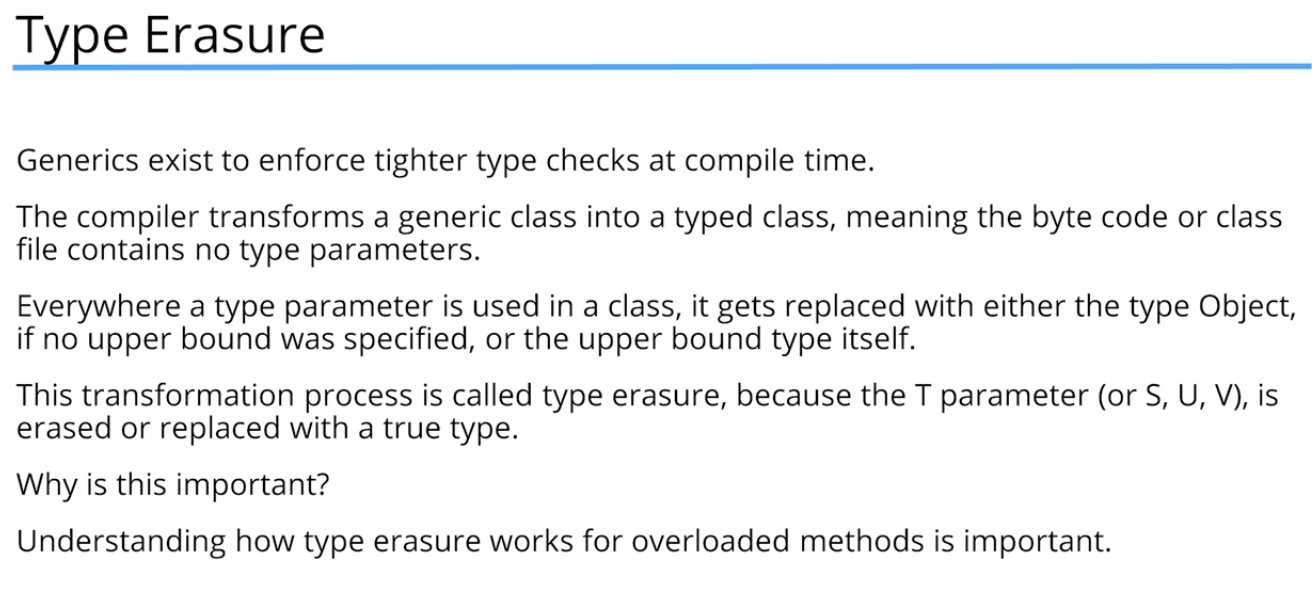 Type Erasure
Generics exist to enforce tighter type checks at compile time.
The compiler transforms a generic class into a typed class, meaning the byte code or class
file contains no type parameters.
Everywhere a type parameter is used in a class, it gets replaced with either the type Object,
if no upper bound was specified, or the upper bound type itself.
This transformation process is called type erasure, because the T parameter (or S, U, V), is
erased or replaced with a true type.
Why is this important?
Understanding how type erasure works for overloaded methods is important.